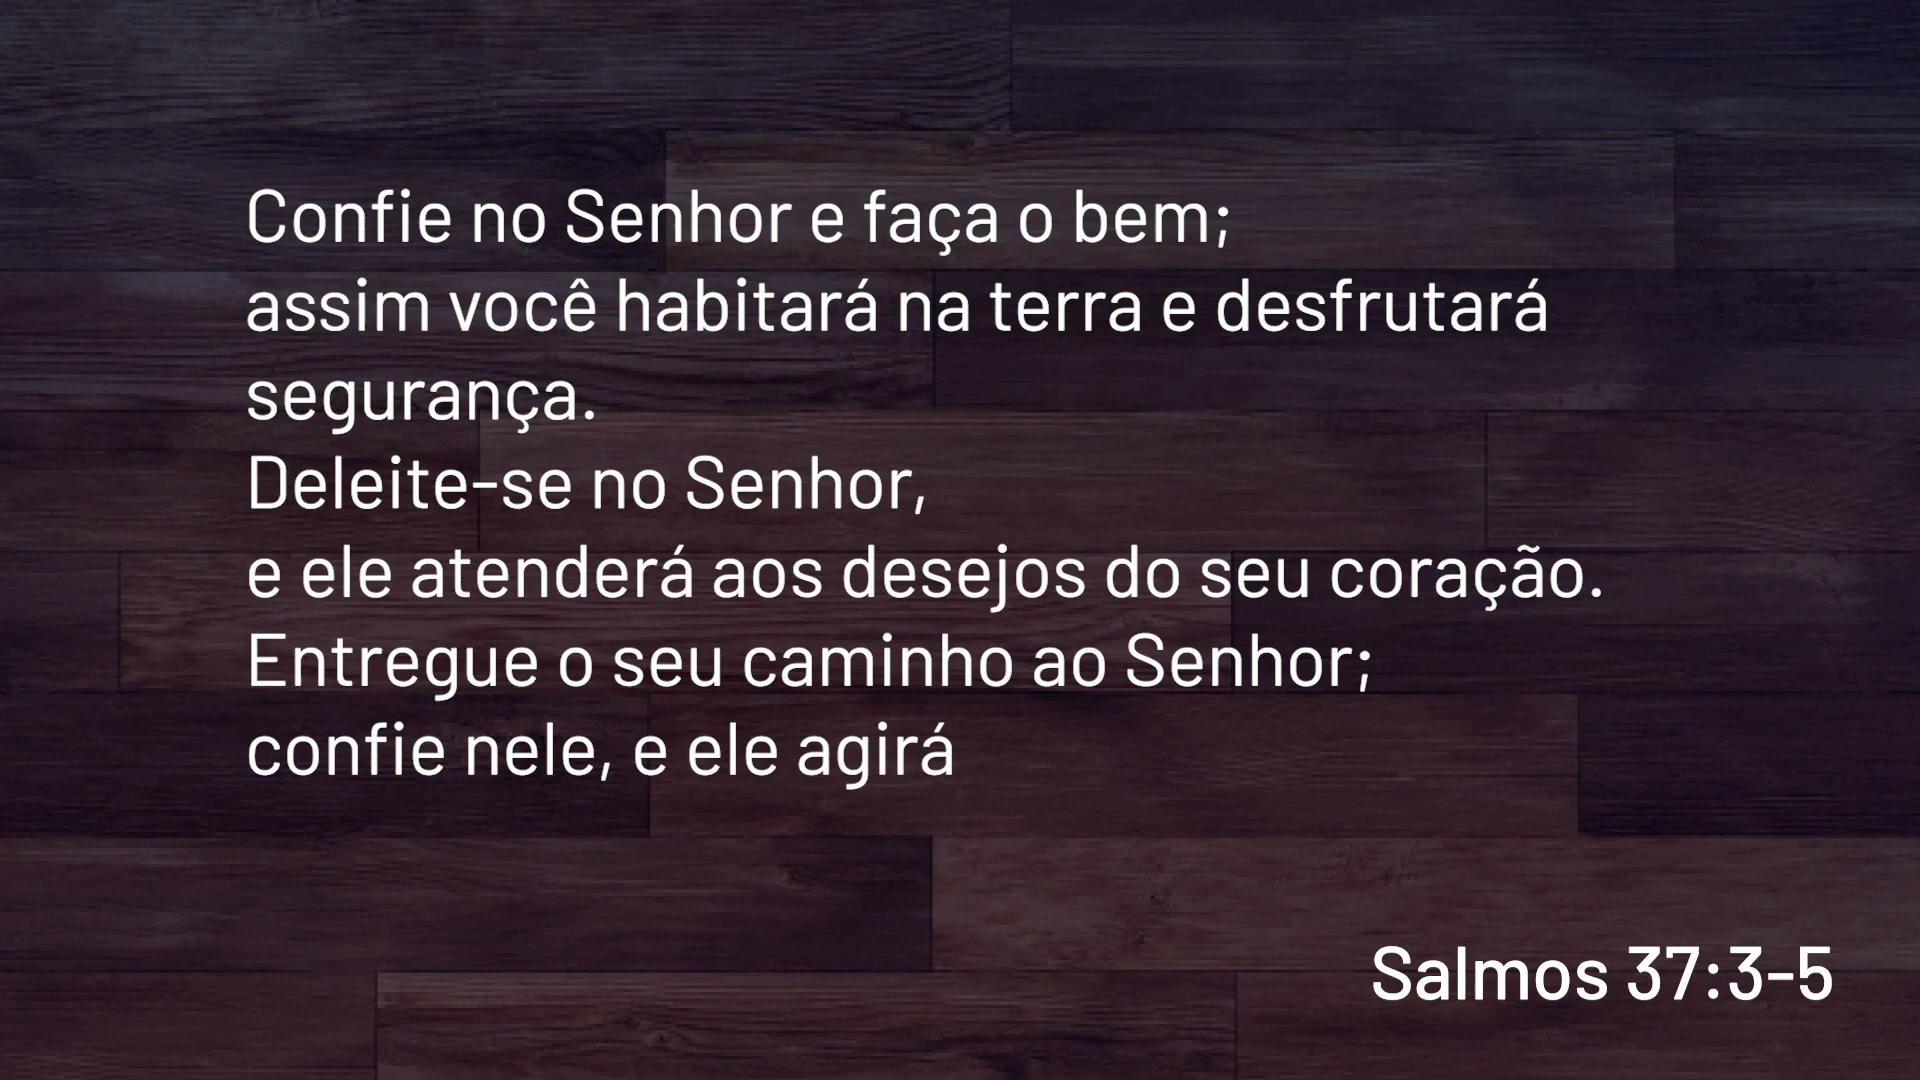 Confie no Senhor e faça o bem;
assim você habitará na terra e desfrutará
segurança.
Deleite-se no Senhor,
e ele atenderá aos desejos do seu coração.
Entregue o seu caminho ao Senhor;
confie nele, e ele agirá
Salmos 37:3-5